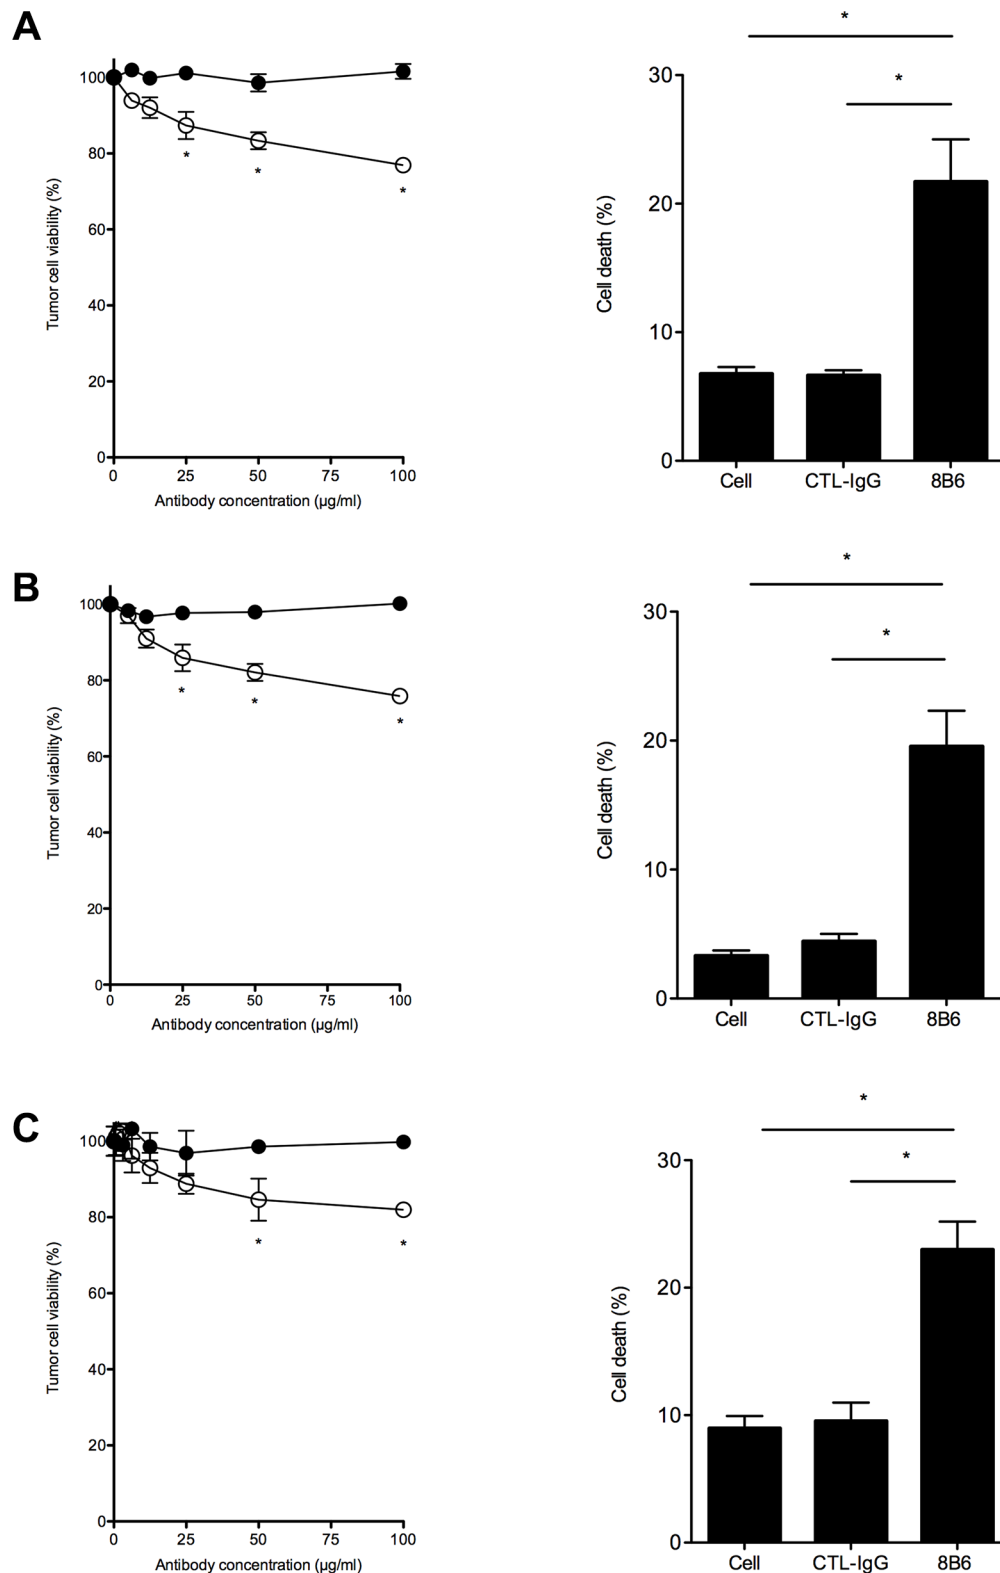 A
Tumor cell viability (%)
100
80
60
40
20
0
*
*
*
0
25
50
75
100
Antibody concentration (µg/ml)
*
*
Cell death (%)
30
20
10
0
Cell
CTL-IgG
8B6
B
Tumor cell viability (%)
100
80
60
40
20
0
*
*
*
0
25
50
75
100
Antibody concentration (µg/ml)
*
*
Cell death (%)
30
20
10
0
Cell
CTL-IgG
8B6
C
Tumor cell viability (%)
100
80
60
40
20
0
*
*
0
25
50
75
100
Antibody concentration (µg/ml)
*
*
Cell death (%)
30
20
10
0
Cell
CTL-IgG
8B6